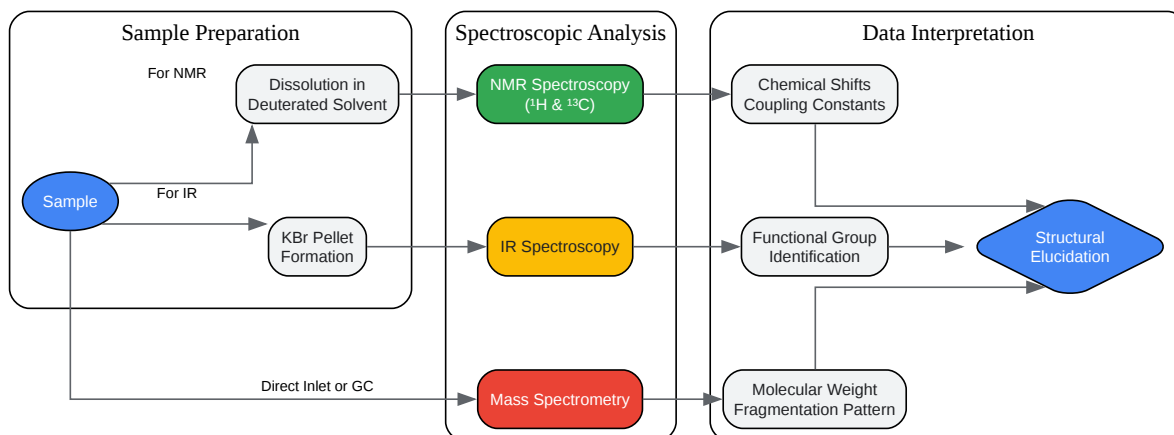 Sample Preparation
Spectroscopic Analysis
Data Interpretation
For NMR
Dissolution in
Deuterated Solvent
NMR Spectroscopy
(¹H & ¹³C)
Chemical Shifts
Coupling Constants
Sample
For IR
KBr Pellet
Formation
IR Spectroscopy
Functional Group
Identification
Structural
Elucidation
Direct Inlet or GC
Mass Spectrometry
Molecular Weight
Fragmentation Pattern